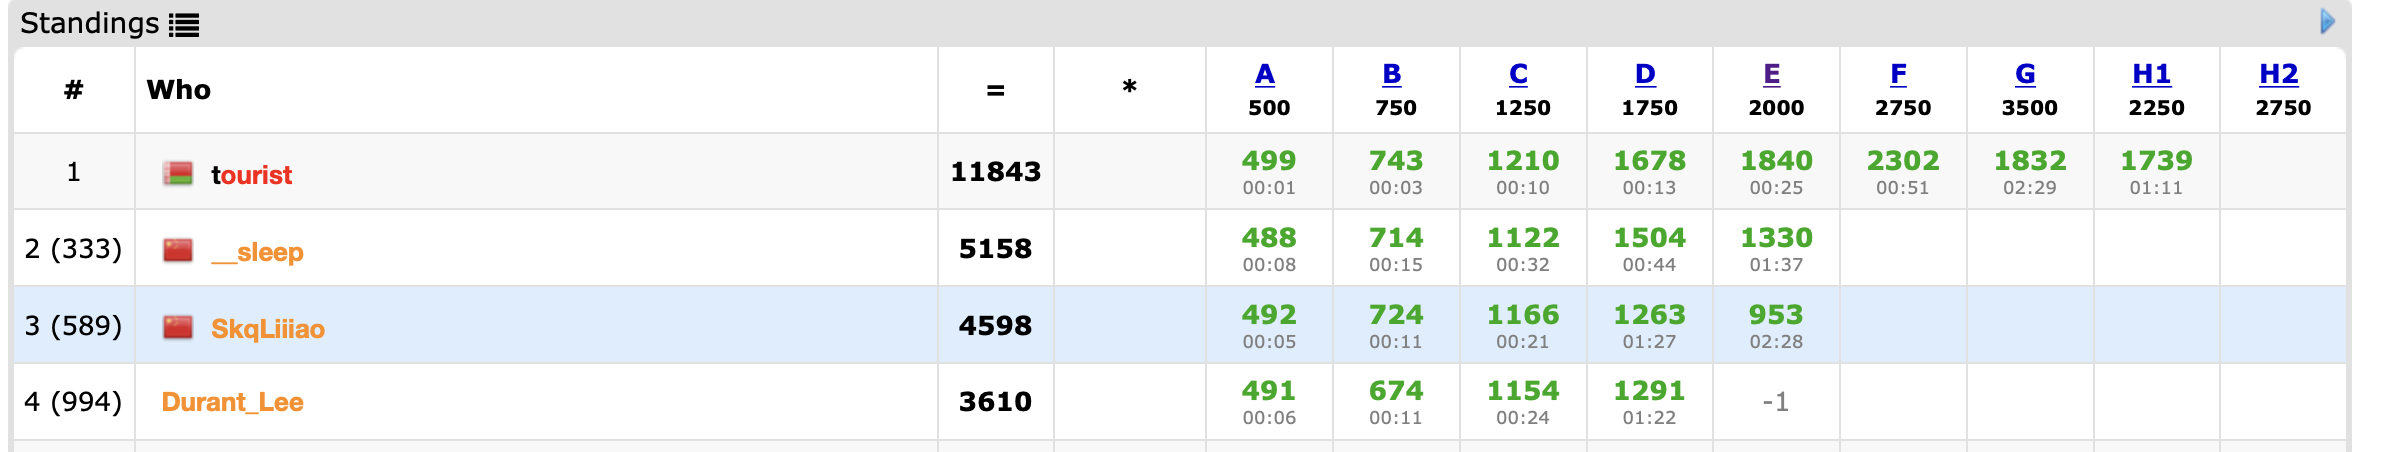 Standings
# Who = * A B C D E F G H1 H2
500 750 1250 1750 2000 2750 3500 2250 2750
1 tourist 11843 499 743 1210 1678 1840 2302 1832 1739
00:01 00:03 00:10 00:13 00:25 00:51 02:29 01:11
2 (333) __sleep 5158 488 714 1122 1504 1330
00:08 00:15 00:32 00:44 01:37
3 (589) SkqLiiiao 4598 492 724 1166 1263 953
00:05 00:11 00:21 01:27 02:28
4 (994) Durant_Lee 3610 491 674 1154 1291 -1
00:06 00:11 00:24 01:22